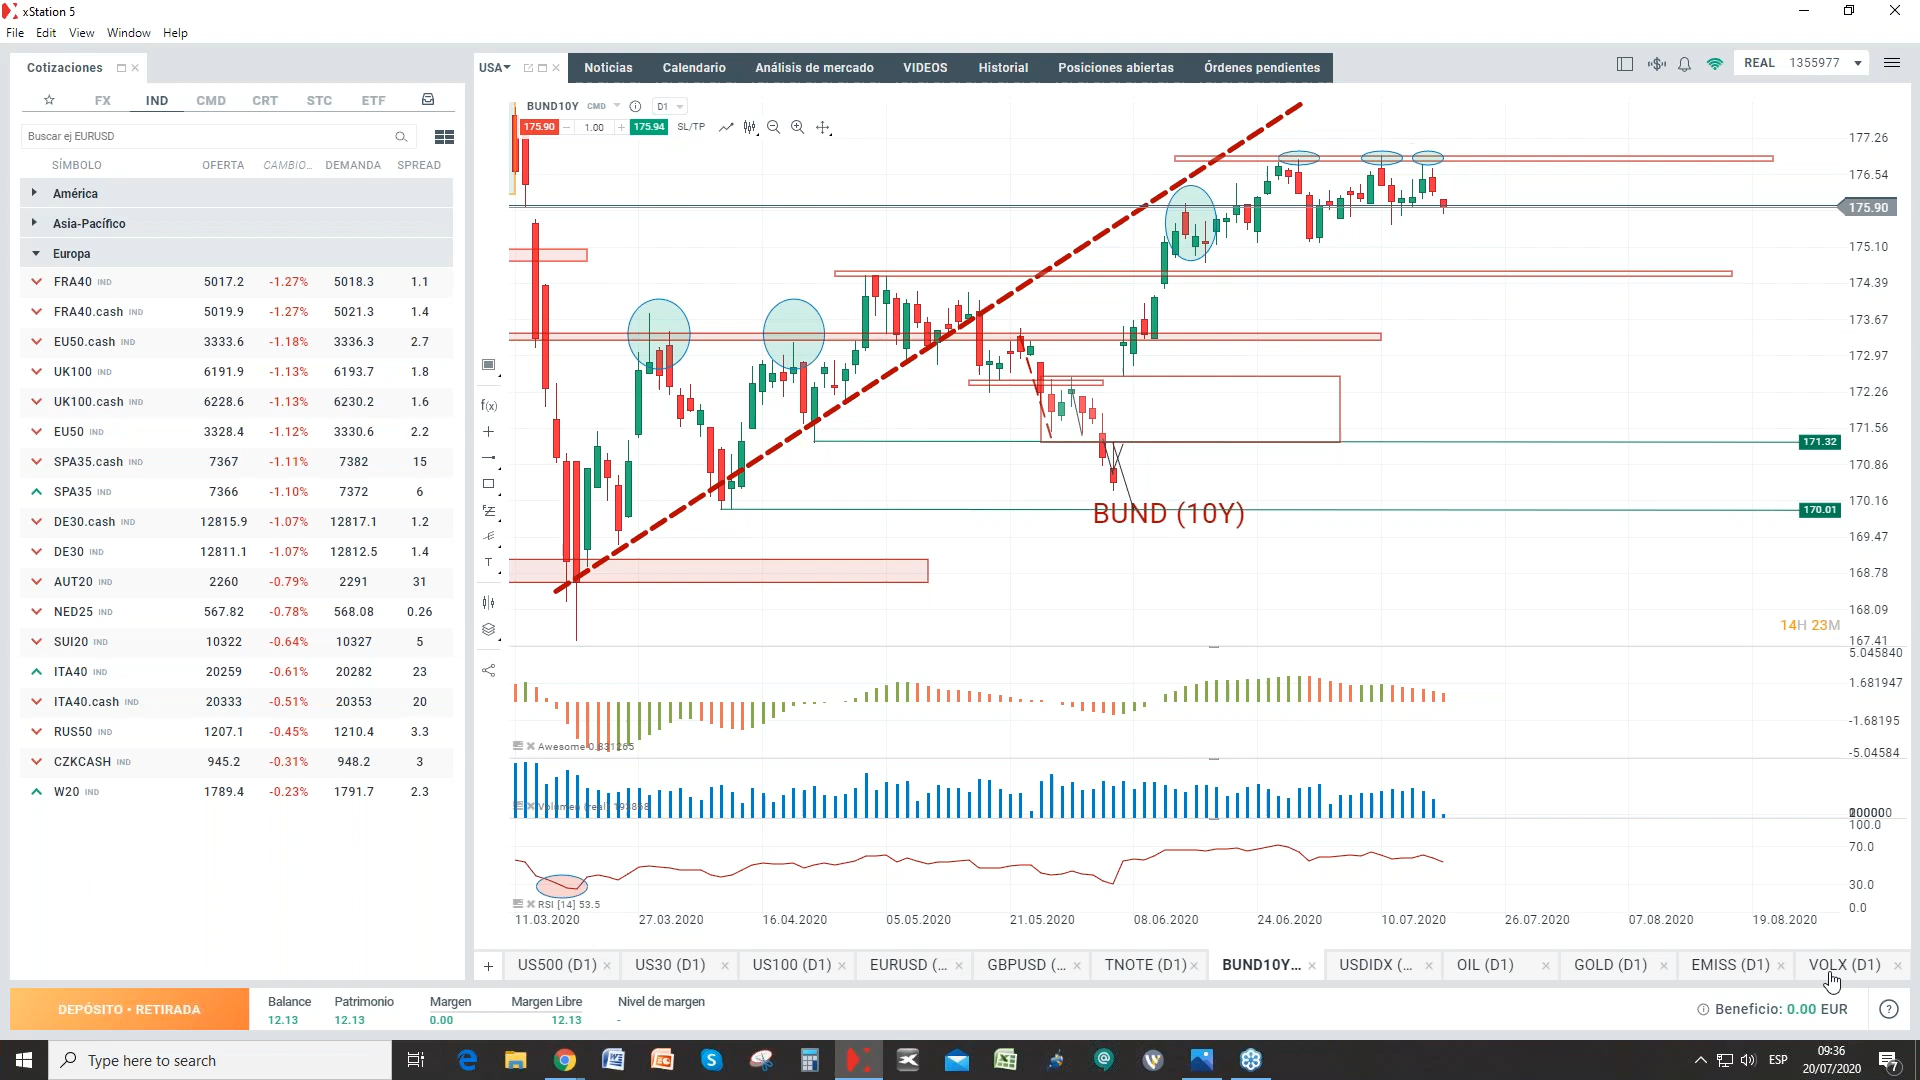 xStation 5
File Edit View Window Help
Cotizaciones
FX IND CMD CRT STC ETF
Buscar ej EURUSD
SÍMBOLO OFERTA CAMBIO... DEMANDA SPREAD
América
Asia-Pacífico
Europa
FRA40 IND 5017.2 -1.27% 5018.3 1.1
FRA40.cash IND 5019.9 -1.27% 5021.3 1.4
EU50.cash IND 3333.6 -1.18% 3336.3 2.7
UK100 IND 6191.9 -1.13% 6193.7 1.8
UK100.cash IND 6228.6 -1.13% 6230.2 1.6
EU50 IND 3328.4 -1.12% 3330.6 2.2
SPA35.cash IND 7367 -1.11% 7382 15
SPA35 IND 7366 -1.10% 7372 6
DE30.cash IND 12815.9 -1.07% 12817.1 1.2
DE30 IND 12811.1 -1.07% 12812.5 1.4
AUT20 IND 2260 -0.79% 2291 31
NED25 IND 567.82 -0.78% 568.08 0.26
SUI20 IND 10322 -0.64% 10327 5
ITA40 IND 20259 -0.61% 20282 23
ITA40.cash IND 20333 -0.51% 20353 20
RUS50 IND 1207.1 -0.45% 1210.4 3.3
CZKCASH IND 945.2 -0.31% 948.2 3
W20 IND 1789.4 -0.23% 1791.7 2.3
USA Noticias Calendario Análisis de mercado VIDEOS Historial Posiciones abiertas Órdenes pendientes
REAL 1355977
BUND10Y CMD D1
175.90 1.00 175.94 SL/TP
177.26
176.54
175.90
175.10
174.39
173.67
172.97
172.26
171.56
171.32
170.86
170.16
170.01
169.47
168.78
168.09
167.41
f(x)
T
BUND (10Y)
14H 23M
5.045840
1.681947
-1.68195
-5.04584
Awesome 0.831265
Volumen (real) 193858
100.0
70.0
30.0
0.0
RSI [14] 53.5
11.03.2020 27.03.2020 16.04.2020 05.05.2020 21.05.2020 08.06.2020 24.06.2020 10.07.2020 26.07.2020 07.08.2020 19.08.2020
US500 (D1) US30 (D1) US100 (D1) EURUSD (... GBPUSD (... TNOTE (D1) BUND10Y... USDIDX (... OIL (D1) GOLD (D1) EMISS (D1) VOLX (D1)
DEPÓSITO • RETIRADA
Balance Patrimonio Margen Margen Libre Nivel de margen
12.13 12.13 0.00 12.13 -
Beneficio: 0.00 EUR
Type here to search
ESP
09:36
20/07/2020
7